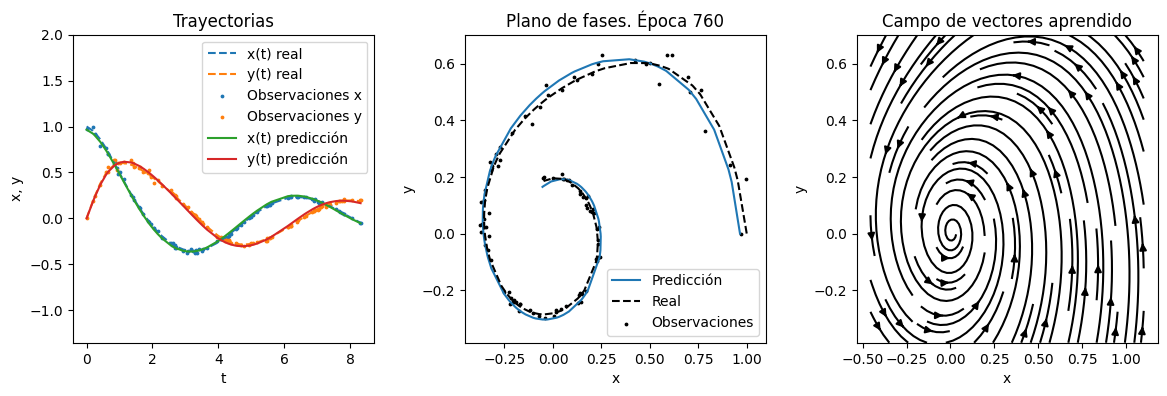 Trayectorias
x, y
2.0
1.5
1.0
0.5
0.0
−0.5
−1.0
x(t) real
y(t) real
Observaciones x
Observaciones y
x(t) predicción
y(t) predicción
0 2 4 6 8
t
Plano de fases. Época 760
y
0.6
0.4
0.2
0.0
−0.2
Predicción
Real
Observaciones
−0.25 0.00 0.25 0.50 0.75 1.00
x
Campo de vectores aprendido
y
0.6
0.4
0.2
0.0
−0.2
−0.50 −0.25 0.00 0.25 0.50 0.75 1.00
x